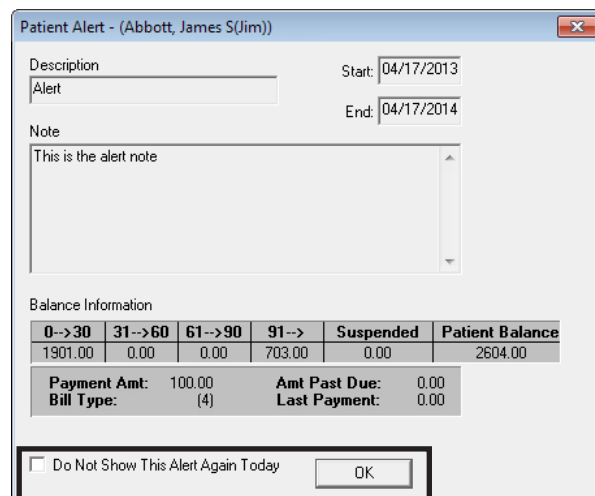 Patient Alert - (Abbott, James S(Jim))
Description
Start: 04/17/2013
Alert
End: 04/17/2014
Note
This is the alert note
Balance Information
0-->30 31-->60 61-->90 91--> Suspended Patient Balance
1901.00 0.00 0.00 703.00 0.00 2604.00
Payment Amt: 100.00 Amt Past Due: 0.00
Bill Type: (4) Last Payment: 0.00
Do Not Show This Alert Again Today OK